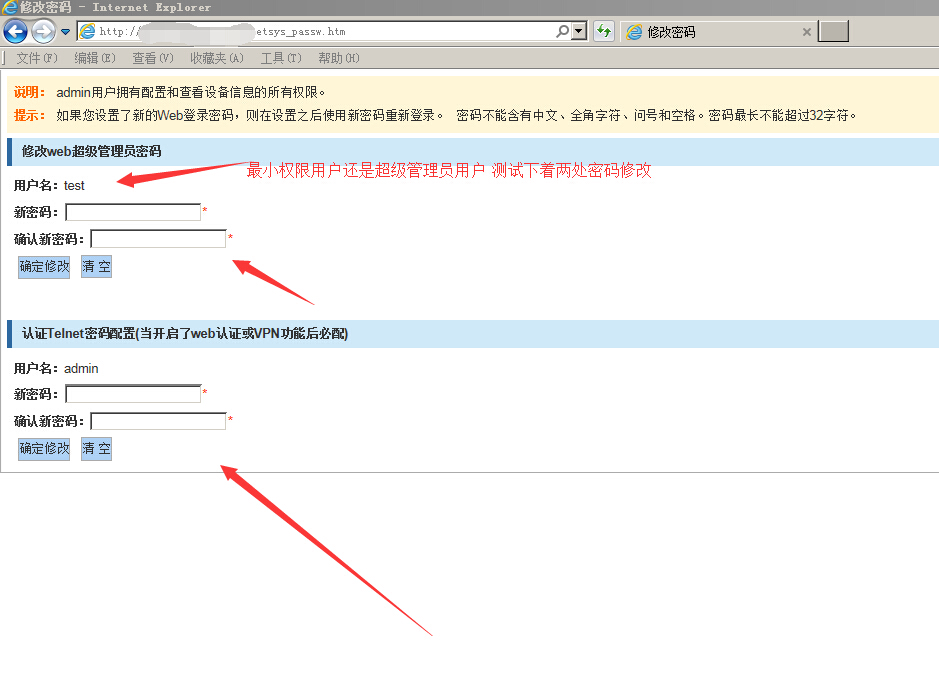 修改密码 - Internet Explorer
http:// etsys_passw.htm
修改密码
文件(F) 编辑(E) 查看(V) 收藏夹(A) 工具(T) 帮助(H)
说明： admin用户拥有配置和查看设备信息的所有权限。
提示： 如果您设置了新的Web登录密码，则在设置之后使用新密码重新登录。 密码不能含有中文、全角字符、问号和空格。密码最长不能超过32字符。
修改web超级管理员密码
最小权限用户还是超级管理员用户 测试下着两处密码修改
用户名：test
新密码： *
确认新密码： *
确定修改 清 空
认证Telnet密码配置(当开启了web认证或VPN功能后必配)
用户名：admin
新密码： *
确认新密码： *
确定修改 清 空